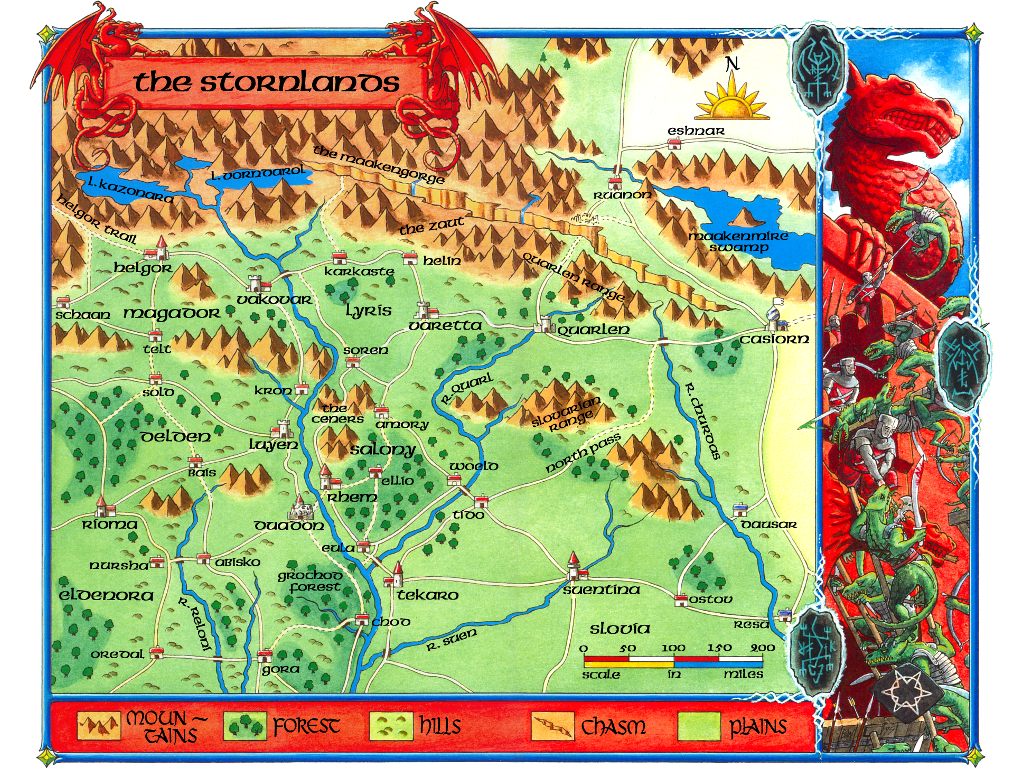 the stornlands
N
eshnar
the maakengorge
L. vorndarol
L. kazonara
ruanon
helgor trail
the zaut
maakenmire
swamp
helgor
karkaste
helin
quarlen range
vakovar
schaan
magador
lyris
varetta
quarlen
casiorn
telt
soren
sold
kron
R. quarl
the
ceners
amory
slovarian
range
R. churdas
delden
luyen
salony
north pass
bais
ellio
woeld
rhem
rioma
duadon
tido
dausar
eula
nursha
abisko
grochod
forest
suentina
eldenora
tekaro
ostov
R. Reloni
chod
resa
R. suen
slovia
oredal
gora
0 50 100 150 200
scale in miles
moun~
tains
forest
hills
chasm
plains